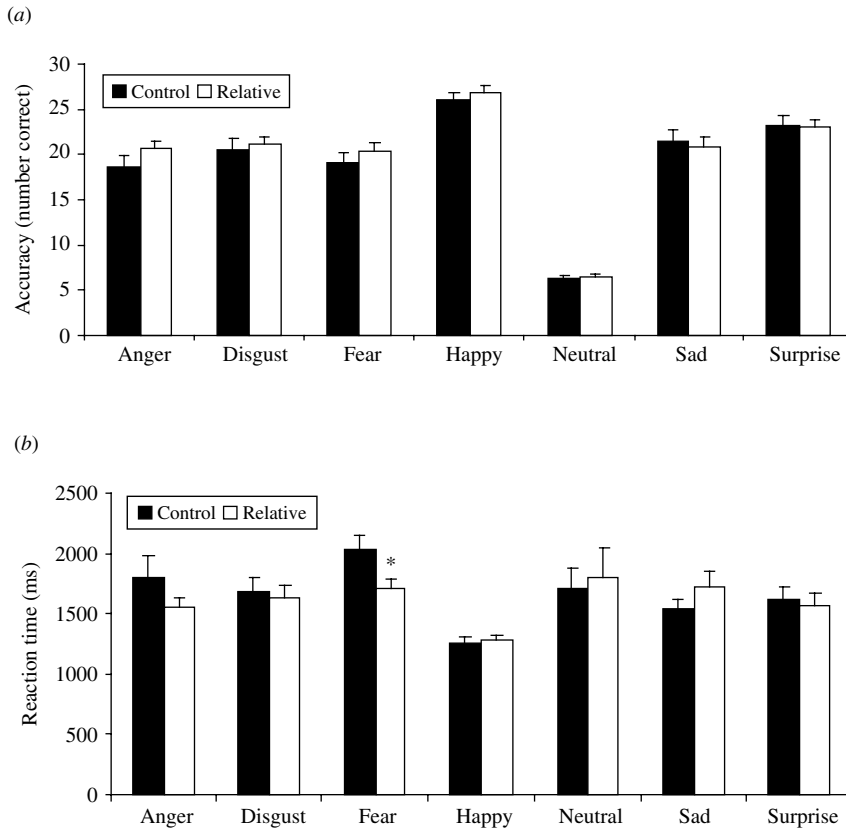 (a)
Accuracy (number correct)
30
25
20
15
10
5
0
Control Relative
Anger Disgust Fear Happy Neutral Sad Surprise
(b)
Reaction time (ms)
2500
2000
1500
1000
500
0
Control Relative
*
Anger Disgust Fear Happy Neutral Sad Surprise